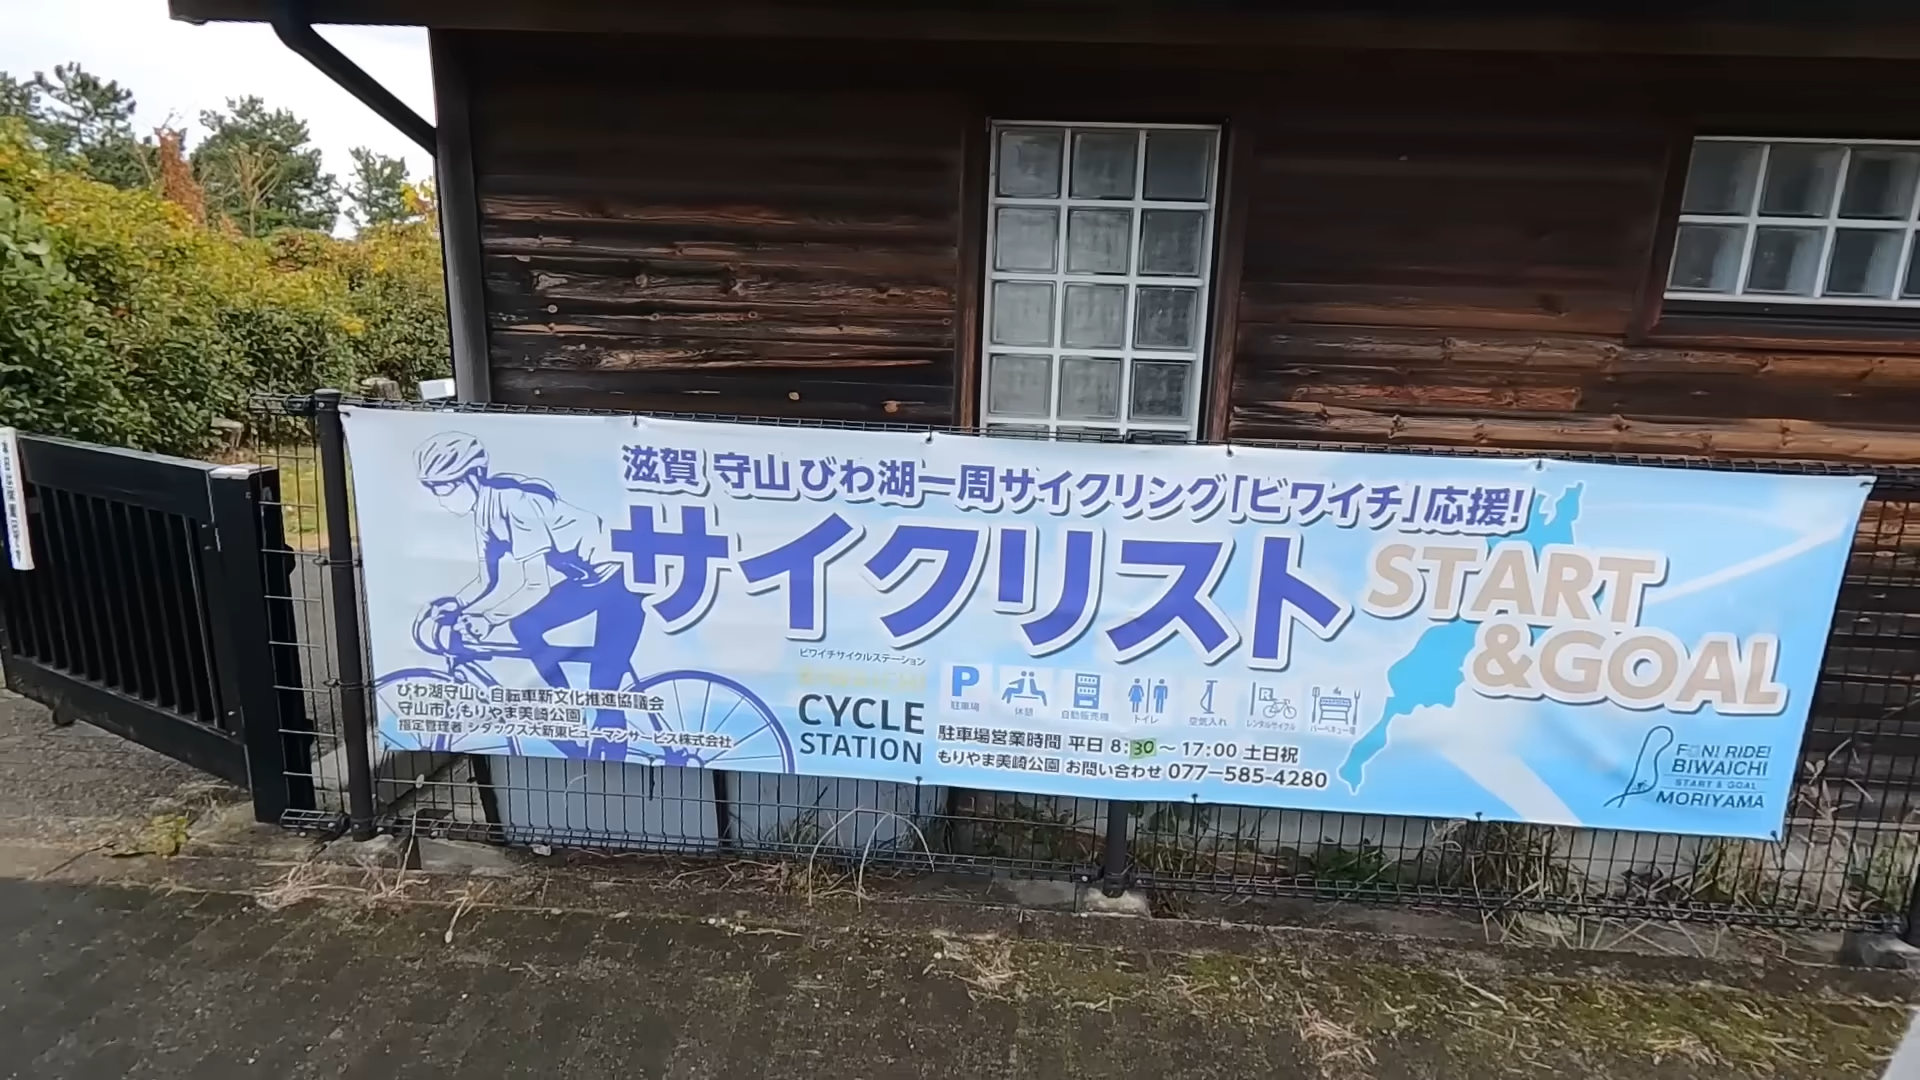 滋賀 守山 びわ湖一周サイクリング「ビワイチ」応援!
サイクリスト
START
&GOAL
ビワイチサイクルステーション
CYCLE
STATION
P
駐車場
休憩
自動販売機
トイレ
空気入れ
レンタルサイクル
バーベキュー場
びわ湖守山・自転車新文化推進協議会
守山市・もりやま美崎公園
指定管理者 シダックス大新東ヒューマンサービス株式会社
駐車場営業時間 平日 8:30～17:00 土日祝
もりやま美崎公園 お問い合わせ 077-585-4280
RIDE!
BIWAICHI
START & GOAL
MORIYAMA